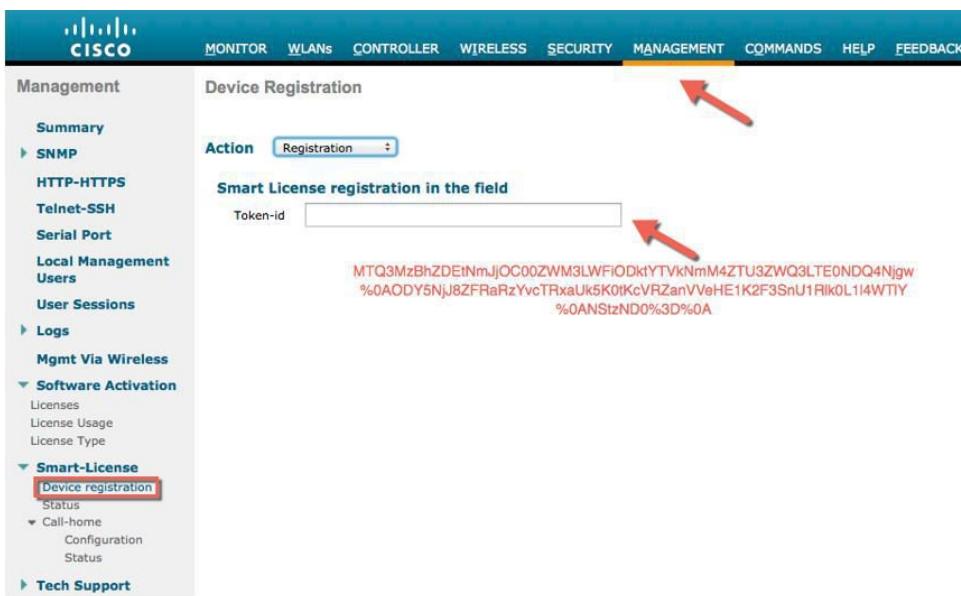 CISCO
MONITOR WLANs CONTROLLER WIRELESS SECURITY MANAGEMENT COMMANDS HELP FEEDBACK
Management
Device Registration
Summary
SNMP
HTTP-HTTPS
Telnet-SSH
Serial Port
Local Management
Users
User Sessions
Logs
Mgmt Via Wireless
Software Activation
Licenses
License Usage
License Type
Smart-License
Device registration
Status
Call-home
Configuration
Status
Tech Support
Action Registration
Smart License registration in the field
Token-id
MTQ3MzBhZDEtNmJjOC00ZWM3LWFiODktYTVkNmM4ZTU3ZWQ3LTE0NDQ4Njgw
%0AODY5NjJ8ZFRaRzYvcTRxaUk5K0tKcVRZanVVeHE1K2F3SnU1Rlk0L1I4WTlY
%0ANStzND0%3D%0A